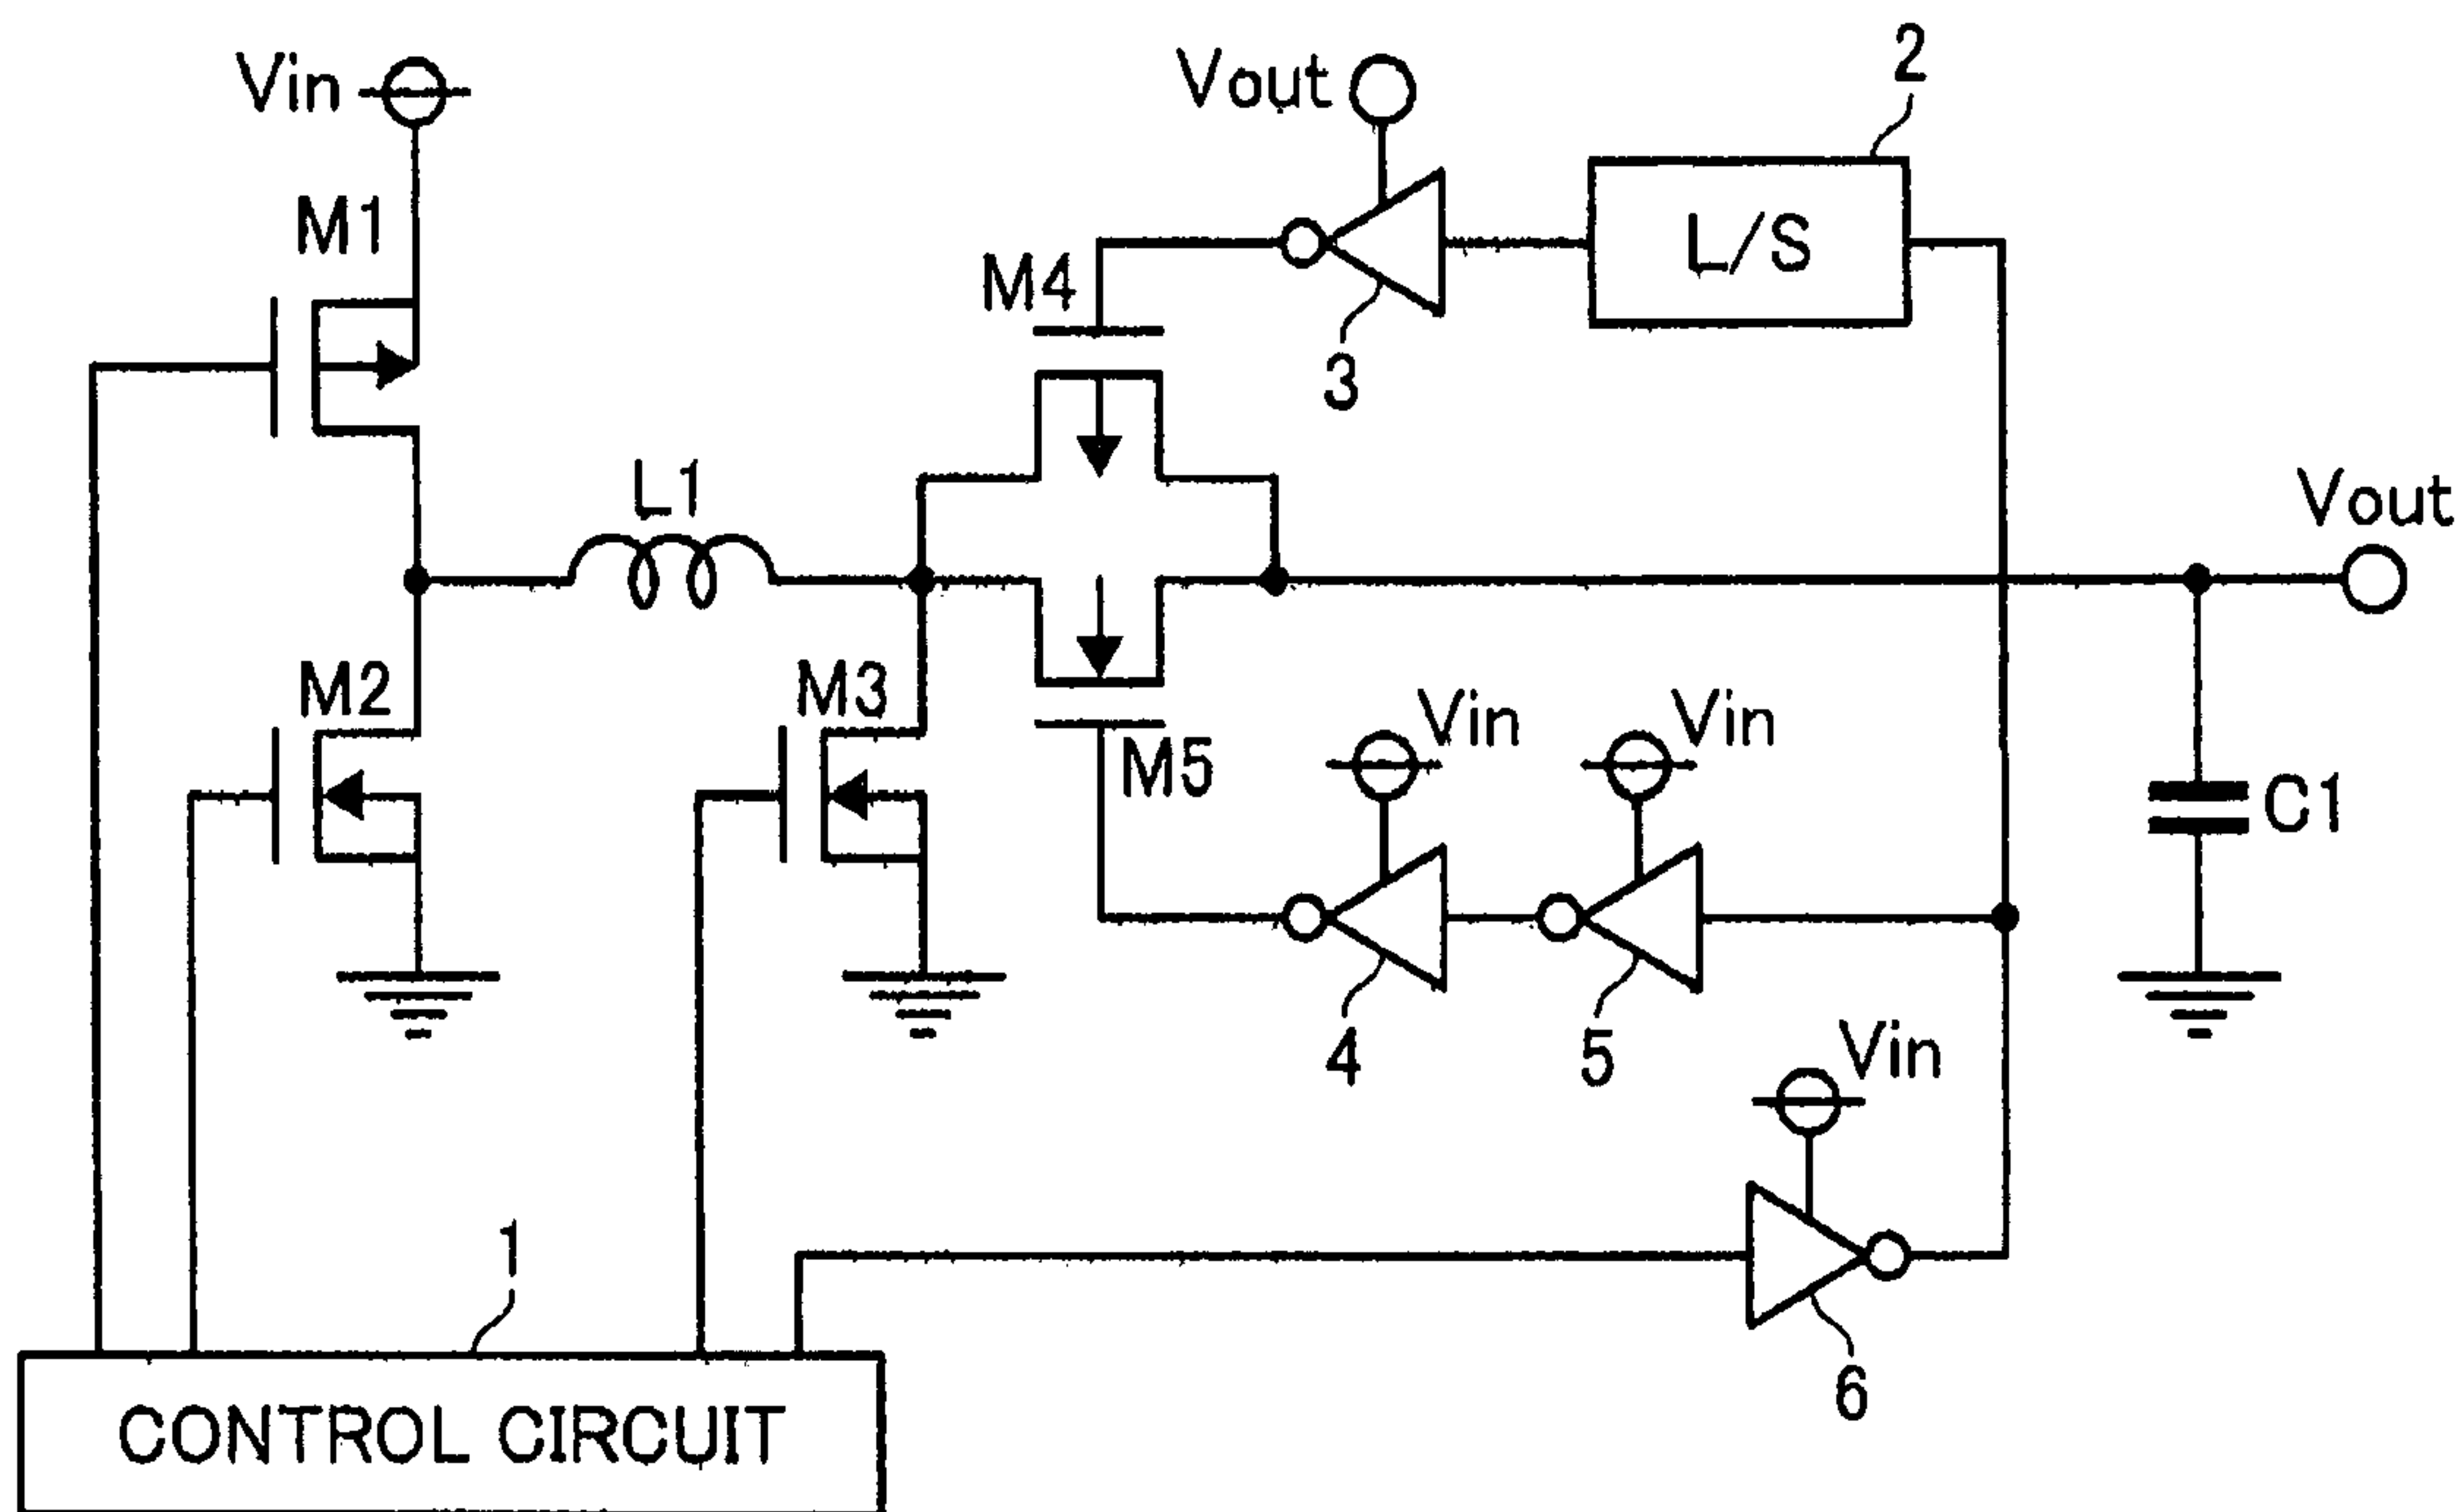 Vin
Vout
2
M1
M4
L/S
3
L1
Vout
M2
M3
M5
Vin
Vin
C1
4
5
Vin
1
6
CONTROL CIRCUIT